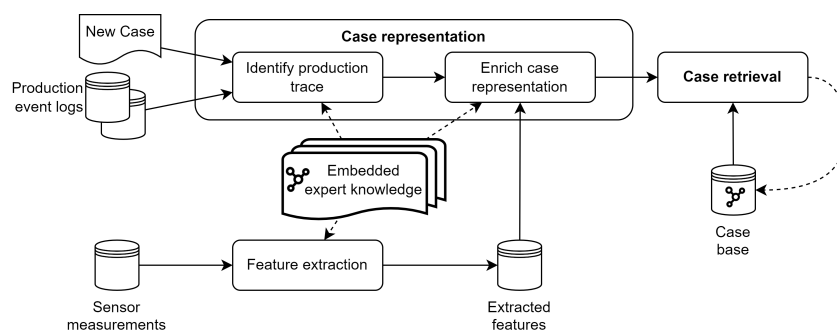 New Case
Case representation
Identify production
trace
Enrich case
representation
Case retrieval
Production
event logs
Embedded
expert knowledge
Case
base
Feature extraction
Sensor
measurements
Extracted
features